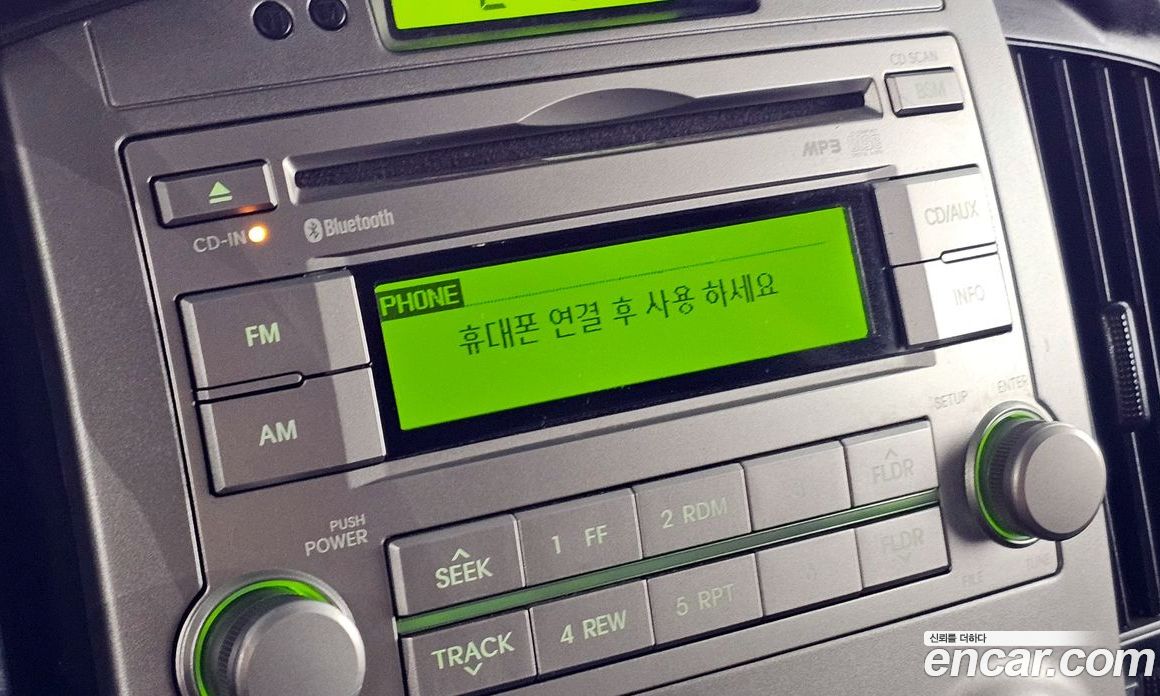 CD SCAN
BSM
MP3
CD-IN
Bluetooth
CD/AUX
PHONE
휴대폰 연결 후 사용 하세요
INFO
FM
AM
SETUP
ENTER
PUSH
POWER
SEEK
1 FF
2 RDM
FLDR
TRACK
4 REW
5 RPT
FLDR
FILE
TUNE
신뢰를 더하다
encar.com